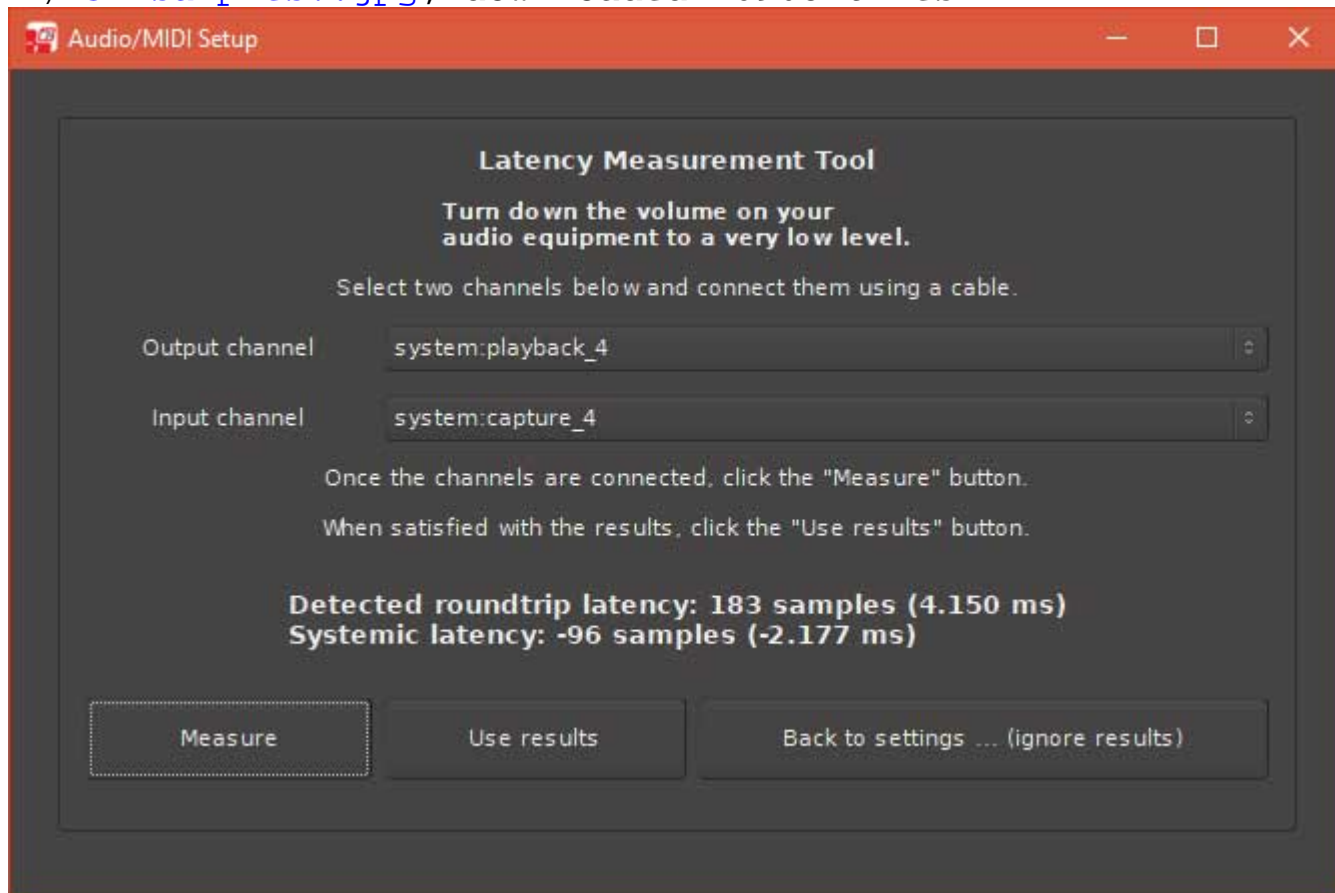 Audio/MIDI Setup
Latency Measurement Tool
Turn down the volume on your
audio equipment to a very low level.
Select two channels below and connect them using a cable.
Output channel system:playback_4
Input channel system:capture_4
Once the channels are connected, click the "Measure" button.
When satisfied with the results, click the "Use results" button.
Detected roundtrip latency: 183 samples (4.150 ms)
Systemic latency: -96 samples (-2.177 ms)
Measure Use results Back to settings ... (ignore results)